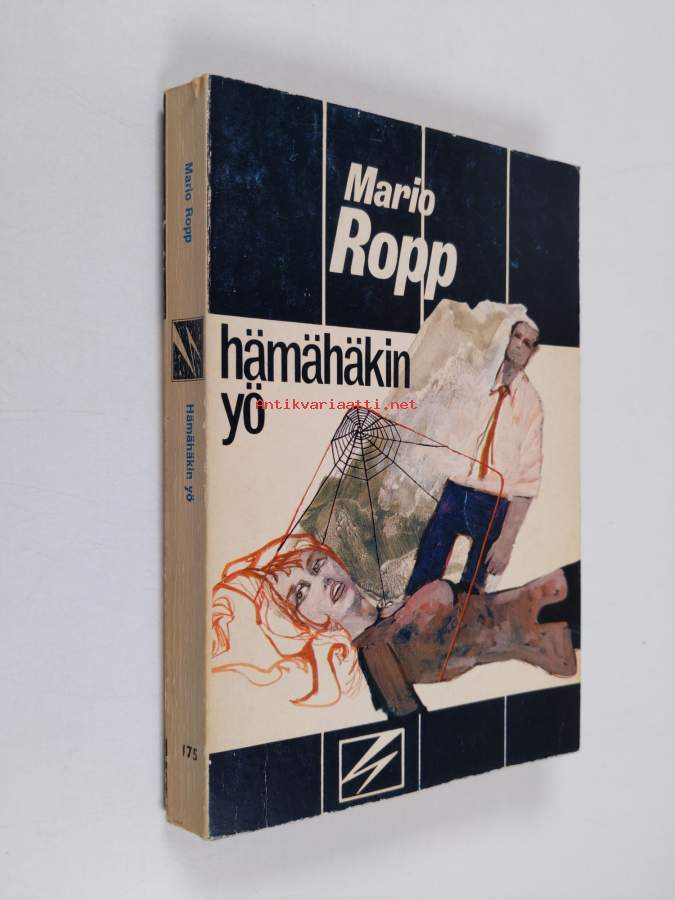 Mario
Ropp
hämähäkin
yö
antikvariaatti.net
Mario Ropp
Hämähäkin yö
175